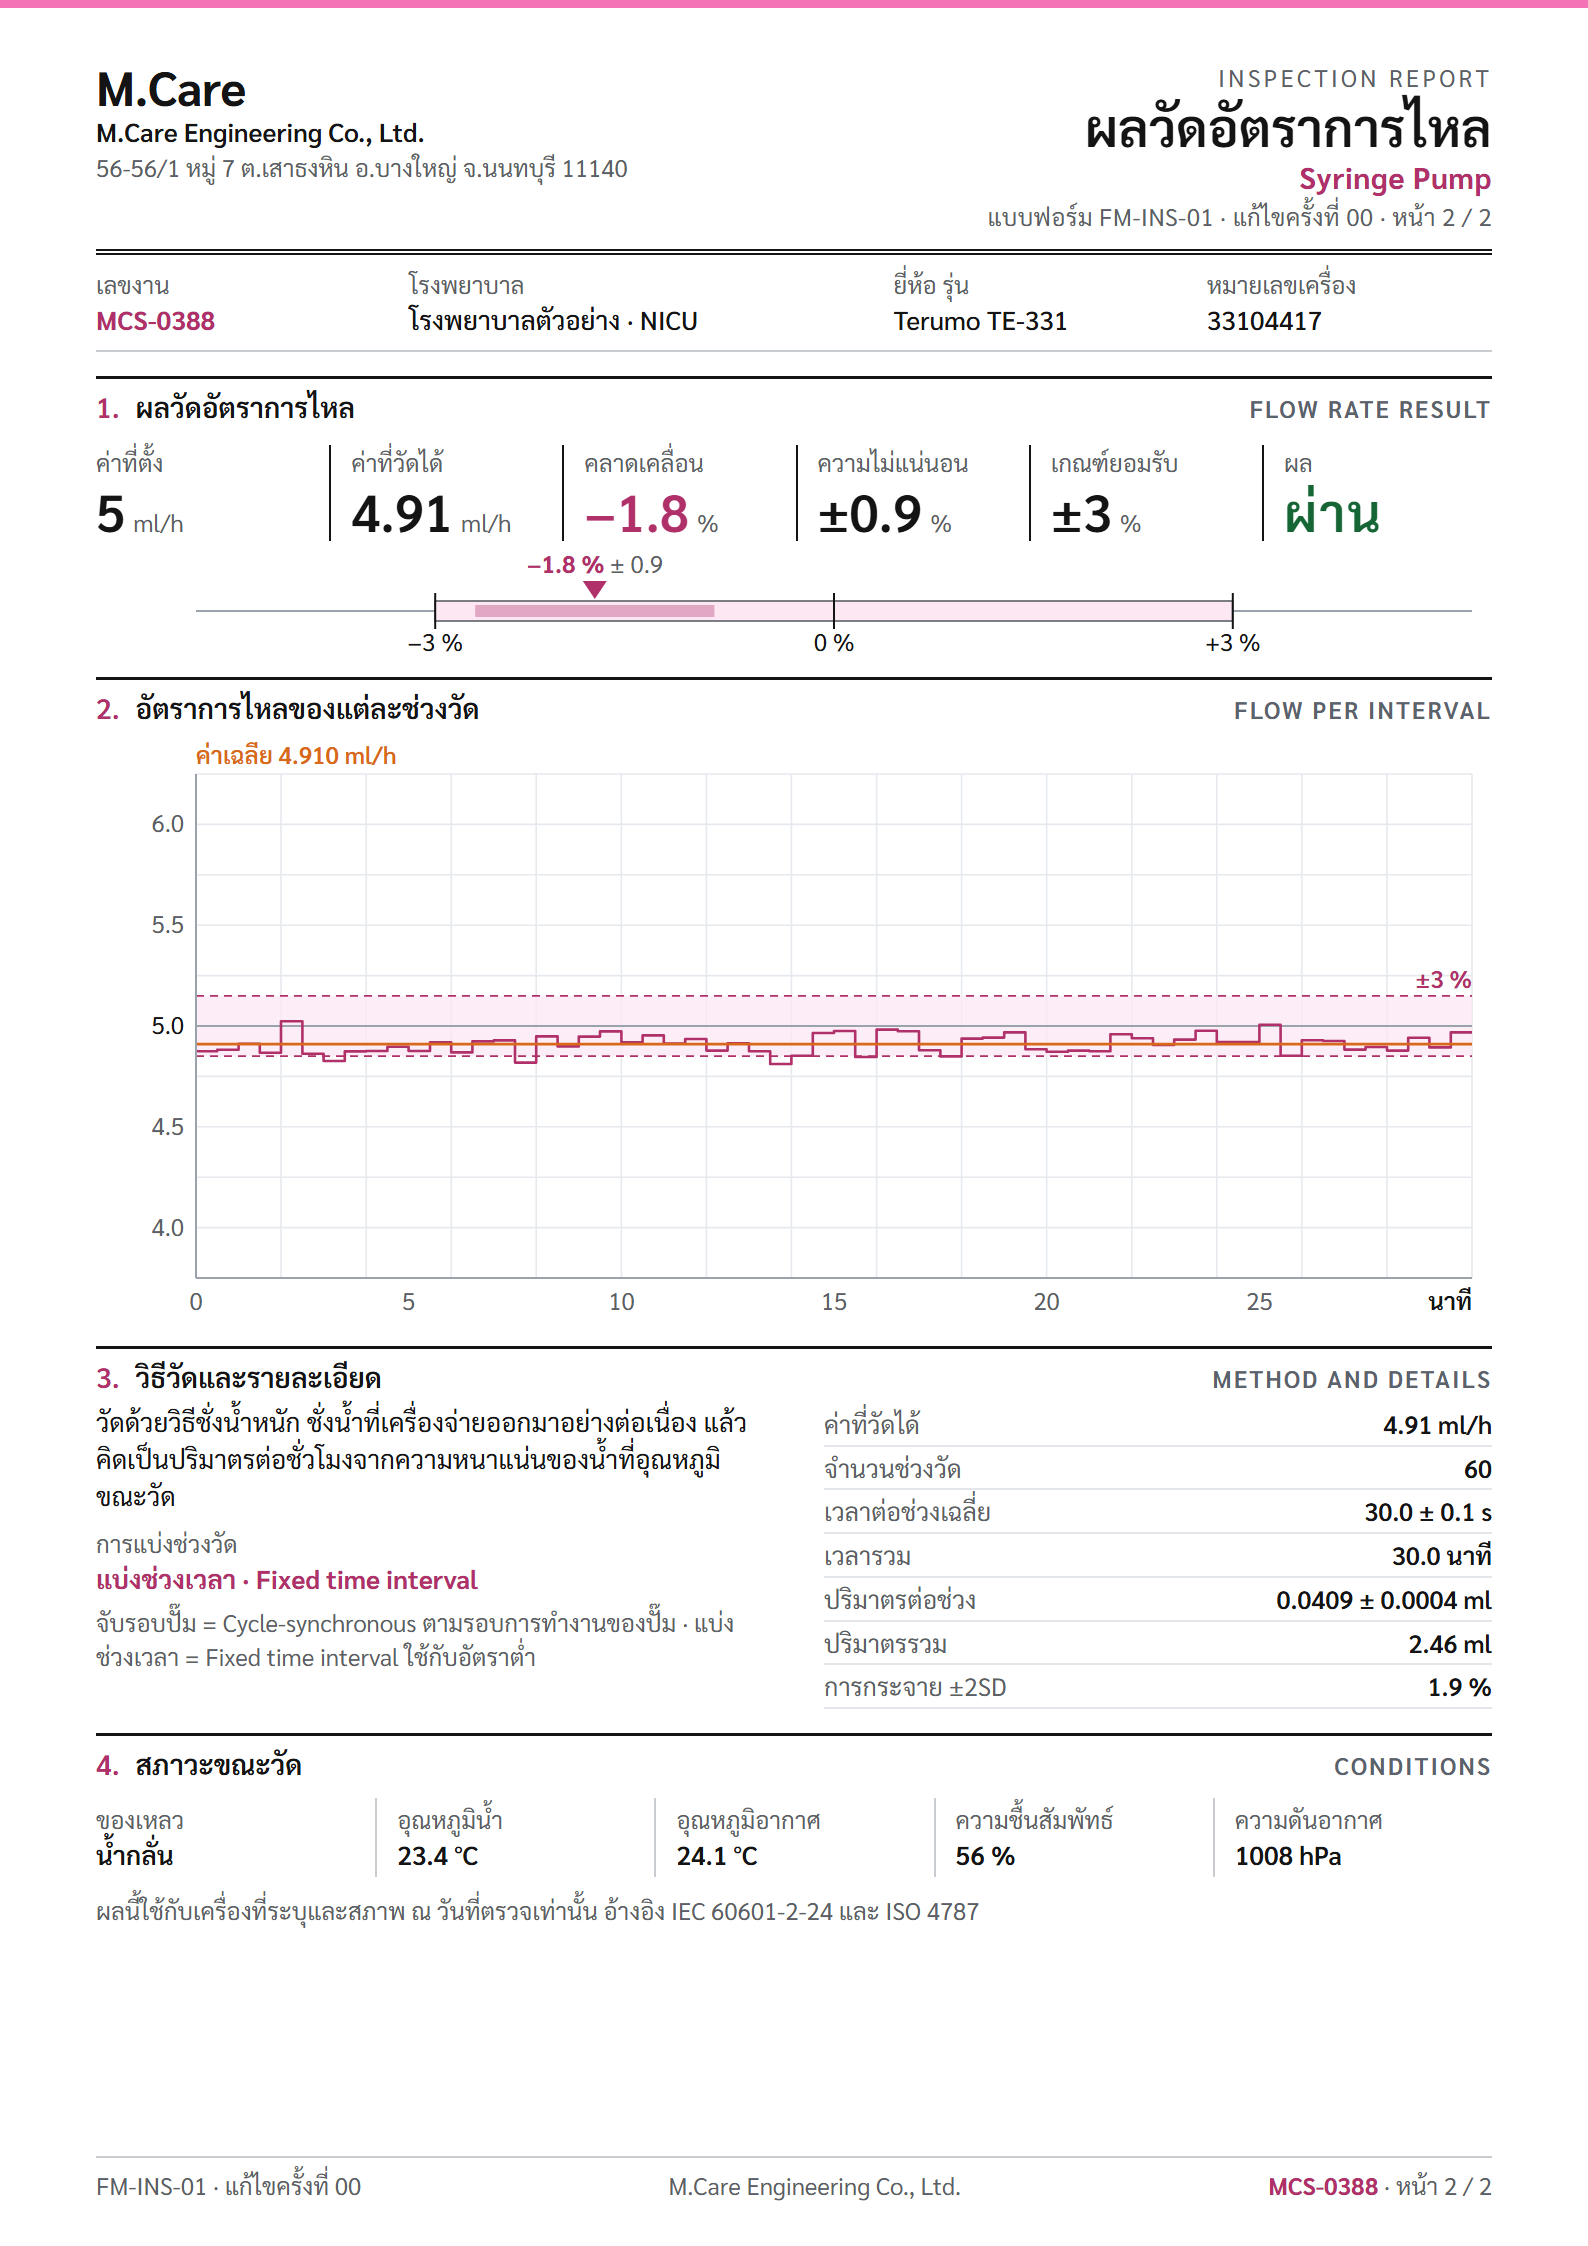 M.Care
M.Care Engineering Co., Ltd.
56-56/1 หมู่ 7 ต.เสาธงหิน อ.บางใหญ่ จ.นนทบุรี 11140
INSPECTION REPORT
ผลวัดอัตราการไหล
Syringe Pump
แบบฟอร์ม FM-INS-01 · แก้ไขครั้งที่ 00 · หน้า 2 / 2
เลขงาน โรงพยาบาล ยี่ห้อ รุ่น หมายเลขเครื่อง
MCS-0388 โรงพยาบาลตัวอย่าง · NICU Terumo TE-331 33104417
1. ผลวัดอัตราการไหล FLOW RATE RESULT
ค่าที่ตั้ง ค่าที่วัดได้ คลาดเคลื่อน ความไม่แน่นอน เกณฑ์ยอมรับ ผล
5 ml/h 4.91 ml/h −1.8 % ±0.9 % ±3 % ผ่าน
−1.8 % ± 0.9
−3 % 0 % +3 %
2. อัตราการไหลของแต่ละช่วงวัด FLOW PER INTERVAL
ค่าเฉลี่ย 4.910 ml/h
6.0
5.5
±3 %
5.0
4.5
4.0
0 5 10 15 20 25 นาที
3. วิธีวัดและรายละเอียด METHOD AND DETAILS
วัดด้วยวิธีชั่งน้ำหนัก ชั่งน้ำที่เครื่องจ่ายออกมาอย่างต่อเนื่อง แล้ว
คิดเป็นปริมาตรต่อชั่วโมงจากความหนาแน่นของน้ำที่อุณหภูมิ
ขณะวัด
การแบ่งช่วงวัด
แบ่งช่วงเวลา · Fixed time interval
จับรอบปั๊ม = Cycle-synchronous ตามรอบการทำงานของปั๊ม · แบ่ง
ช่วงเวลา = Fixed time interval ใช้กับอัตราต่ำ
ค่าที่วัดได้ 4.91 ml/h
จำนวนช่วงวัด 60
เวลาต่อช่วงเฉลี่ย 30.0 ± 0.1 s
เวลารวม 30.0 นาที
ปริมาตรต่อช่วง 0.0409 ± 0.0004 ml
ปริมาตรรวม 2.46 ml
การกระจาย ±2SD 1.9 %
4. สภาวะขณะวัด CONDITIONS
ของเหลว อุณหภูมิน้ำ อุณหภูมิอากาศ ความชื้นสัมพัทธ์ ความดันอากาศ
น้ำกลั่น 23.4 °C 24.1 °C 56 % 1008 hPa
ผลนี้ใช้กับเครื่องที่ระบุและสภาพ ณ วันที่ตรวจเท่านั้น อ้างอิง IEC 60601-2-24 และ ISO 4787
FM-INS-01 · แก้ไขครั้งที่ 00 M.Care Engineering Co., Ltd. MCS-0388 · หน้า 2 / 2